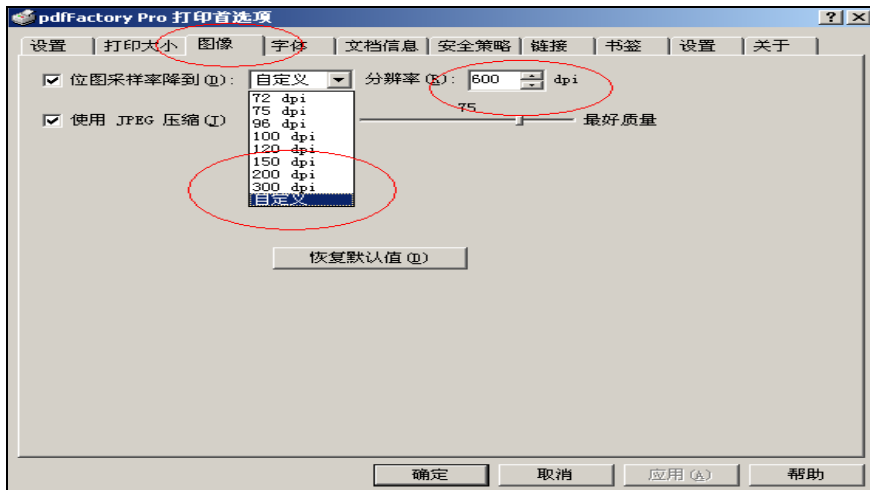 pdfFactory Pro 打印首选项
设置 打印大小 图像 字体 文档信息 安全策略 链接 书签 设置 关于
位图采样率降到(D): 自定义 分辨率(R): 600 dpi
72 dpi
75 dpi
96 dpi
100 dpi
120 dpi
150 dpi
200 dpi
300 dpi
自定义
使用 JPEG 压缩(J) 75 最好质量
恢复默认值(D)
确定 取消 应用(A) 帮助